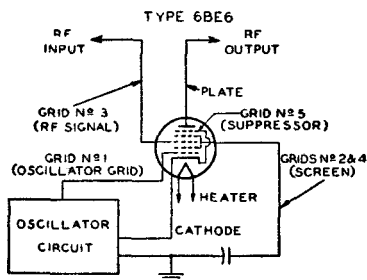 TYPE 6BE6
RF
INPUT
RF
OUTPUT
PLATE
GRID Nº 3
(RF SIGNAL)
GRID Nº 5
(SUPPRESSOR)
GRID Nº 1
(OSCILLATOR GRID)
GRIDS Nº 2 & 4
(SCREEN)
HEATER
OSCILLATOR
CIRCUIT
CATHODE